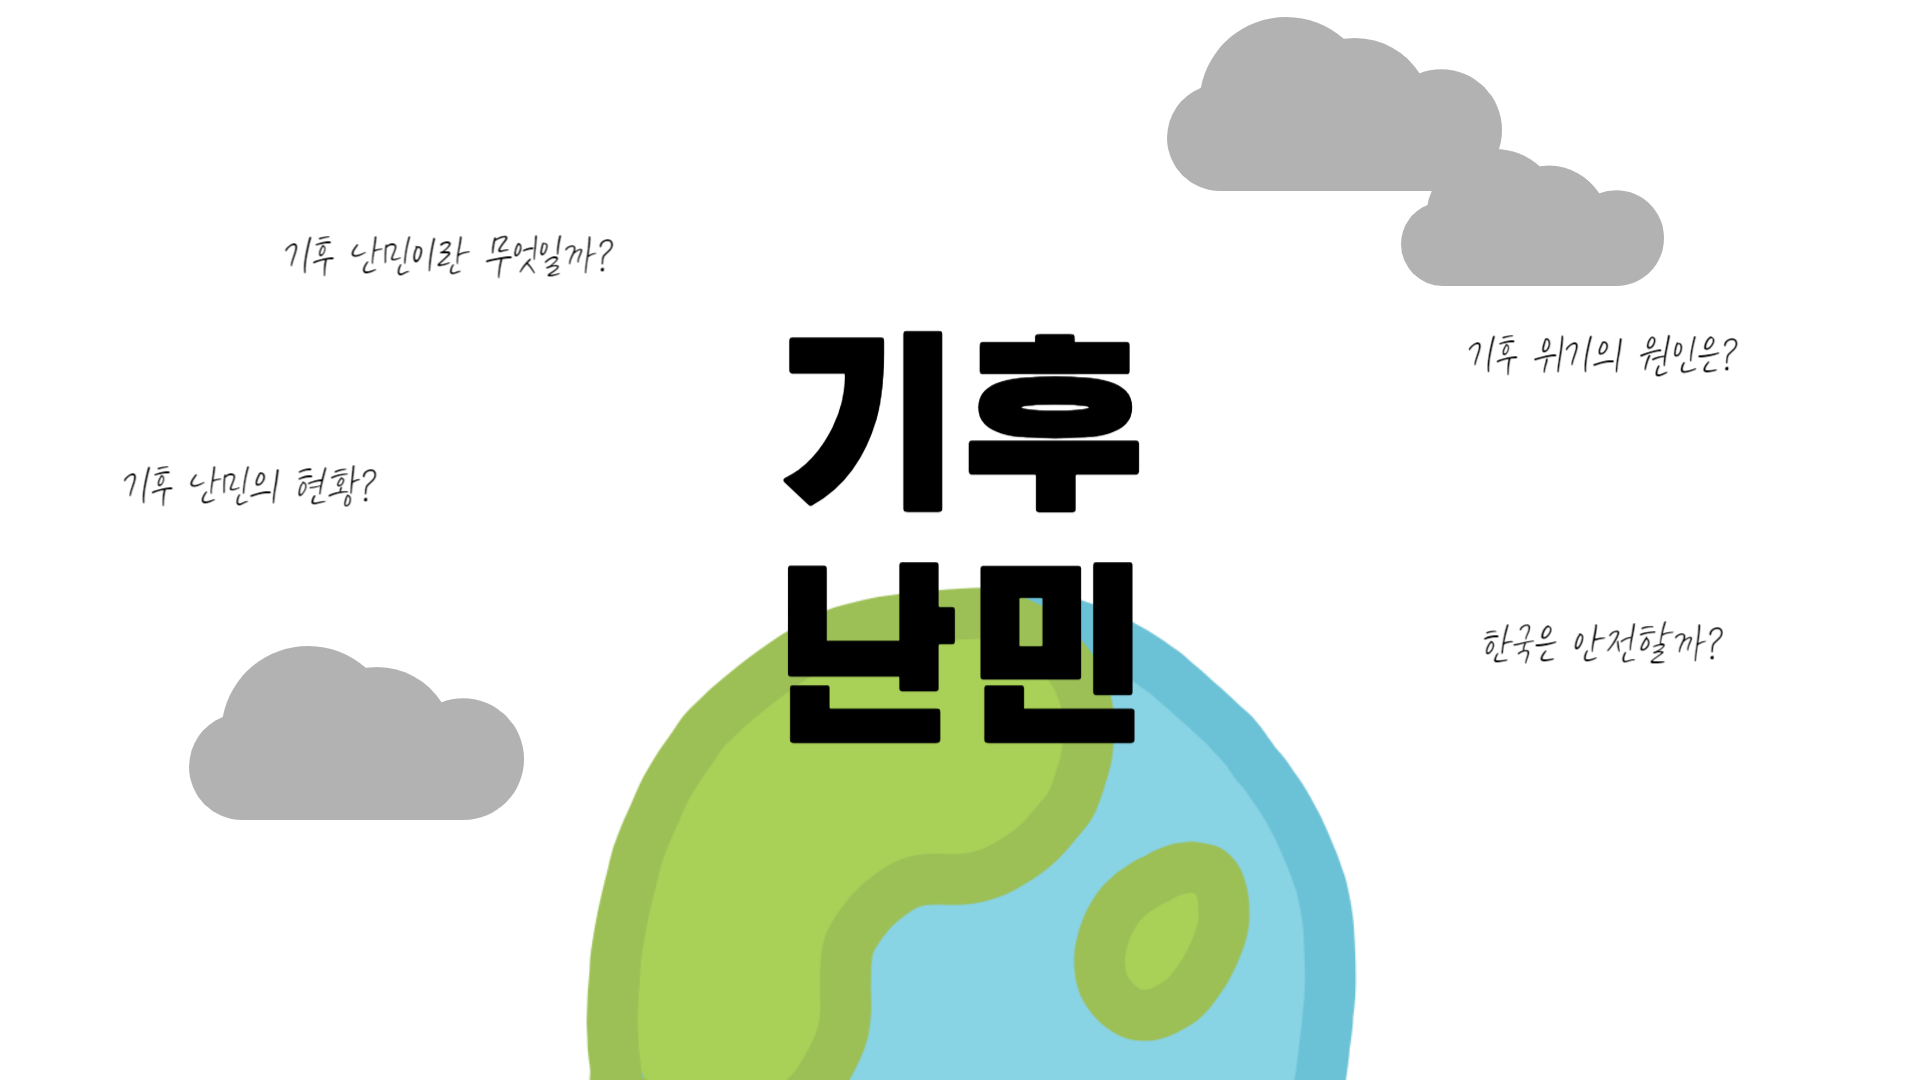 기후 난민이란 무엇일까?
기후 위기의 원인은?
기후
난민
기후 난민의 현황?
한국은 안전할까?